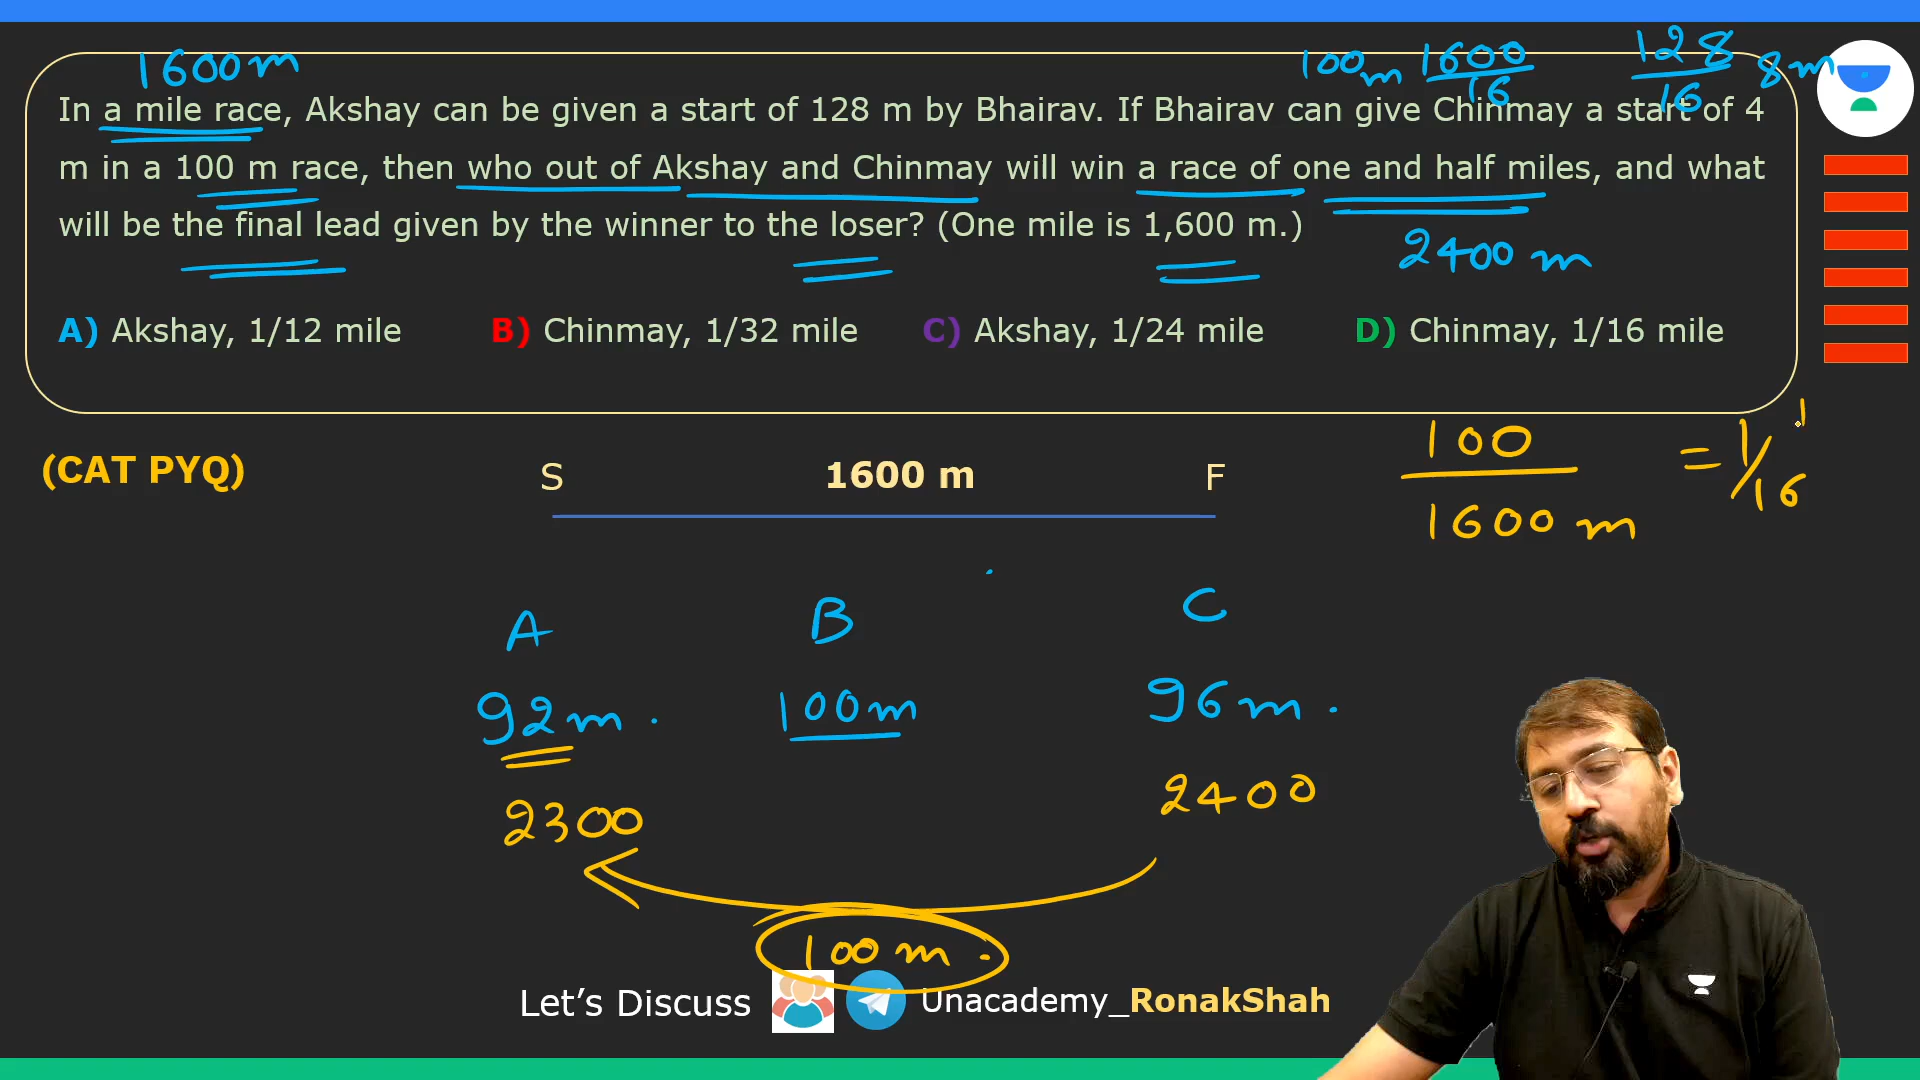 1600 m
100m 1600/16 128/16 8m
In a mile race, Akshay can be given a start of 128 m by Bhairav. If Bhairav can give Chinmay a start of 4
m in a 100 m race, then who out of Akshay and Chinmay will win a race of one and half miles, and what
will be the final lead given by the winner to the loser? (One mile is 1,600 m.)
2400 m
A) Akshay, 1/12 mile B) Chinmay, 1/32 mile C) Akshay, 1/24 mile D) Chinmay, 1/16 mile
(CAT PYQ) S 1600 m F
100/1600 m = 1/16
A B C
92m. 100m 96m.
2300 2400
100 m.
Let’s Discuss Unacademy_RonakShah